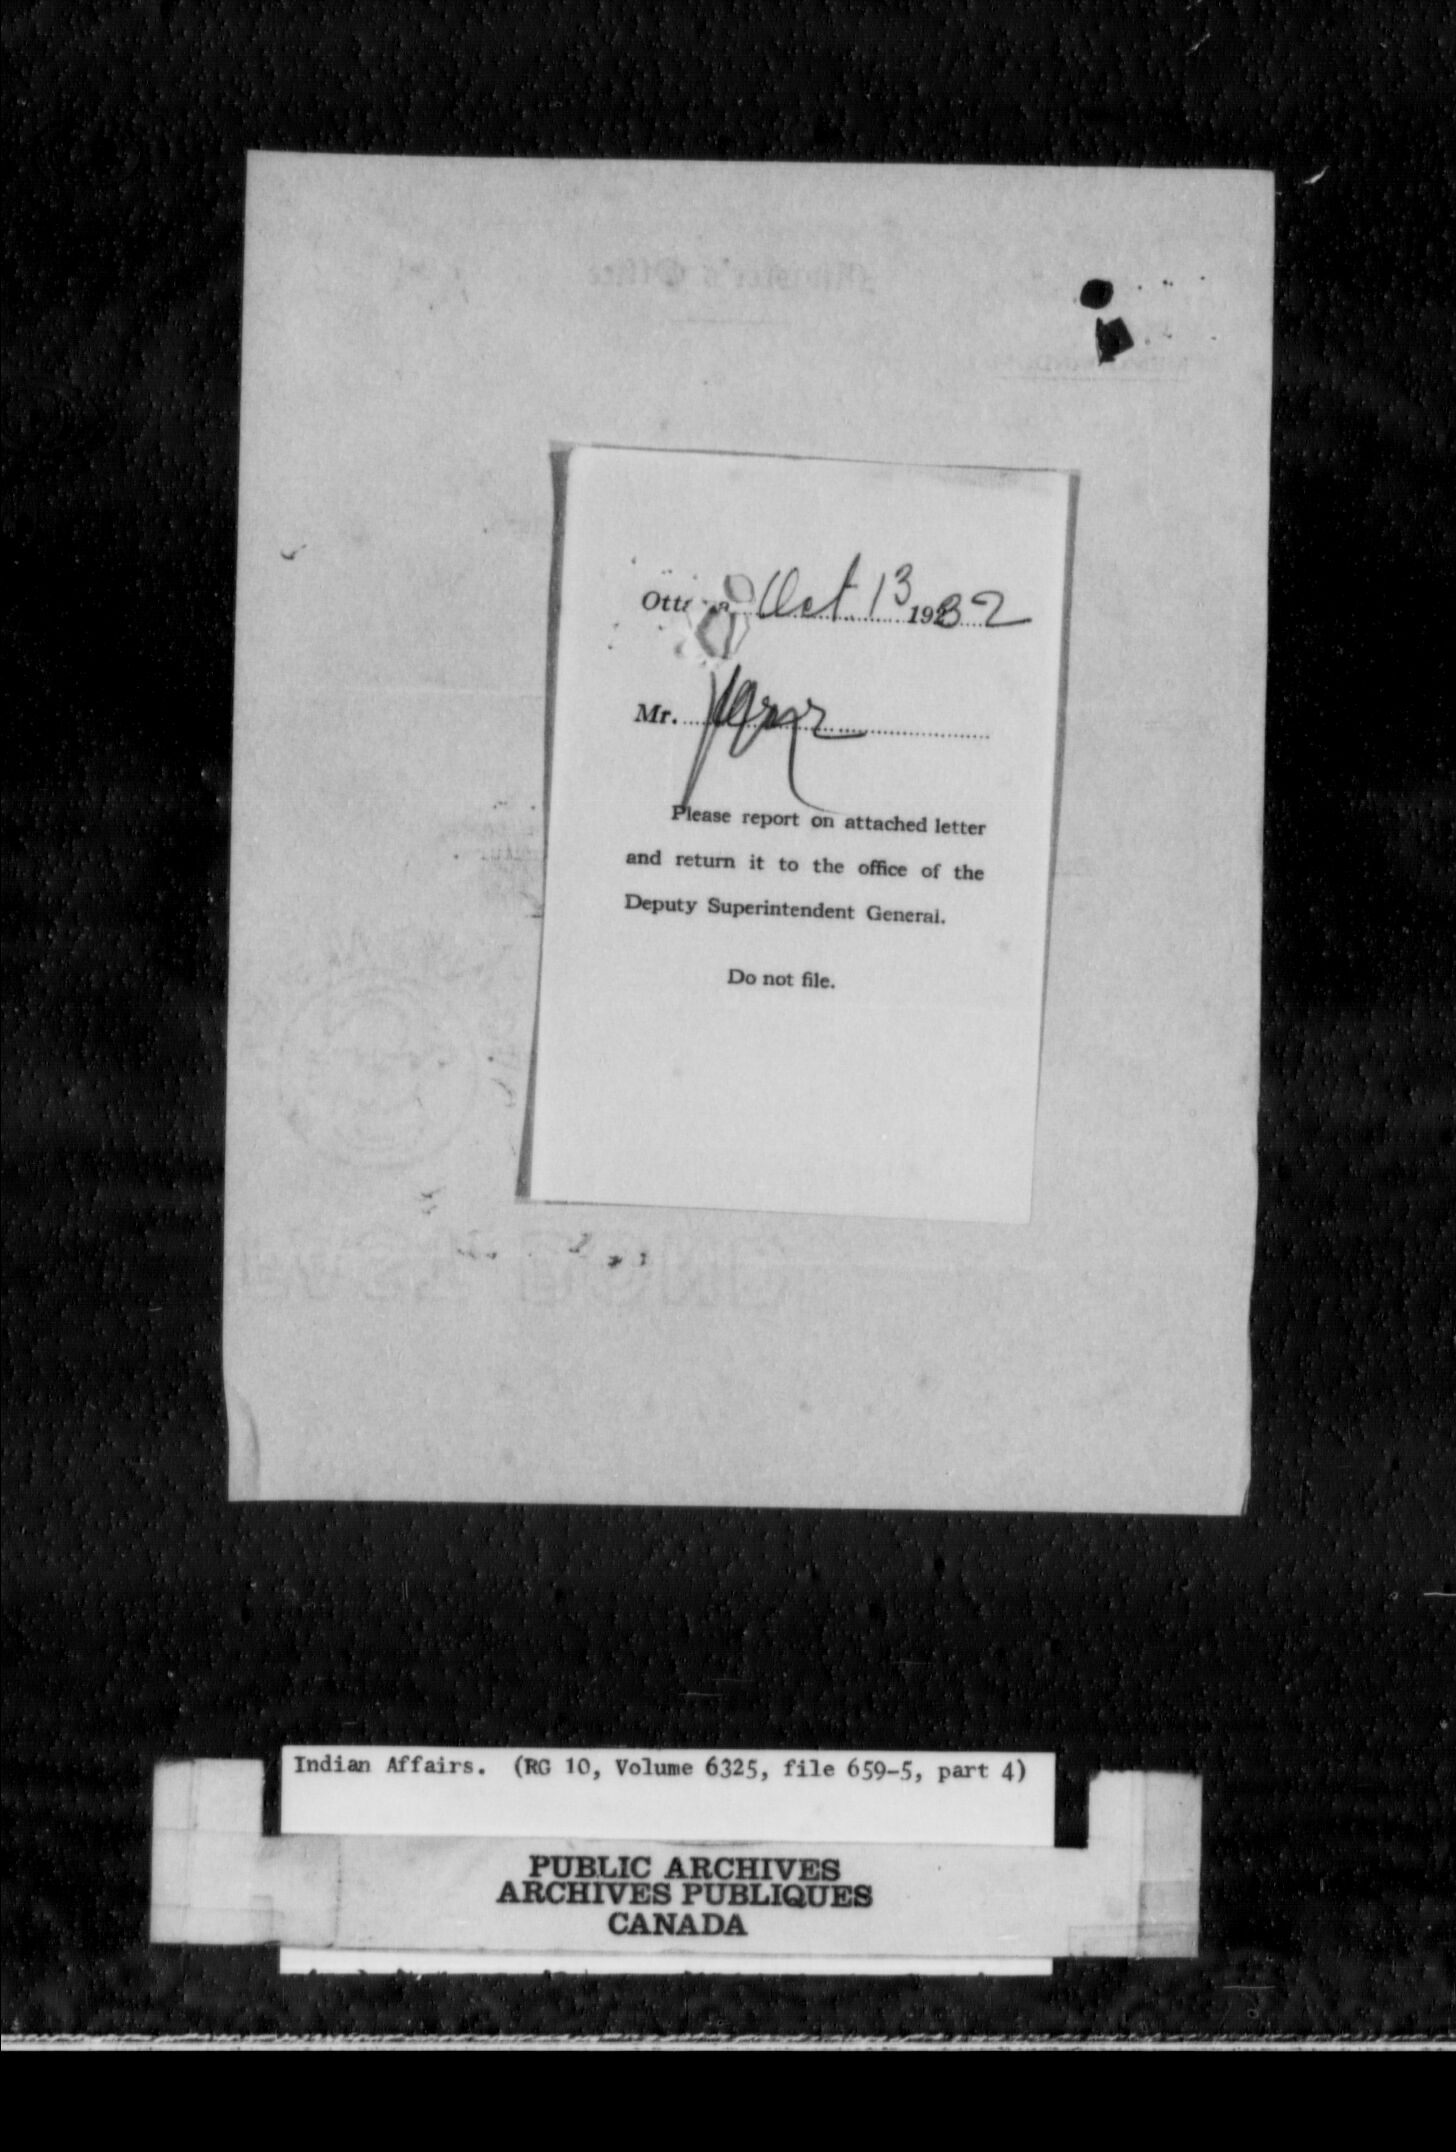 Ottawa Oct 13 1932
Mr.
Please report on attached letter
and return it to the office of the
Deputy Superintendent General.
Do not file.
Indian Affairs. (RG 10, Volume 6325, file 659-5, part 4)
PUBLIC ARCHIVES
ARCHIVES PUBLIQUES
CANADA